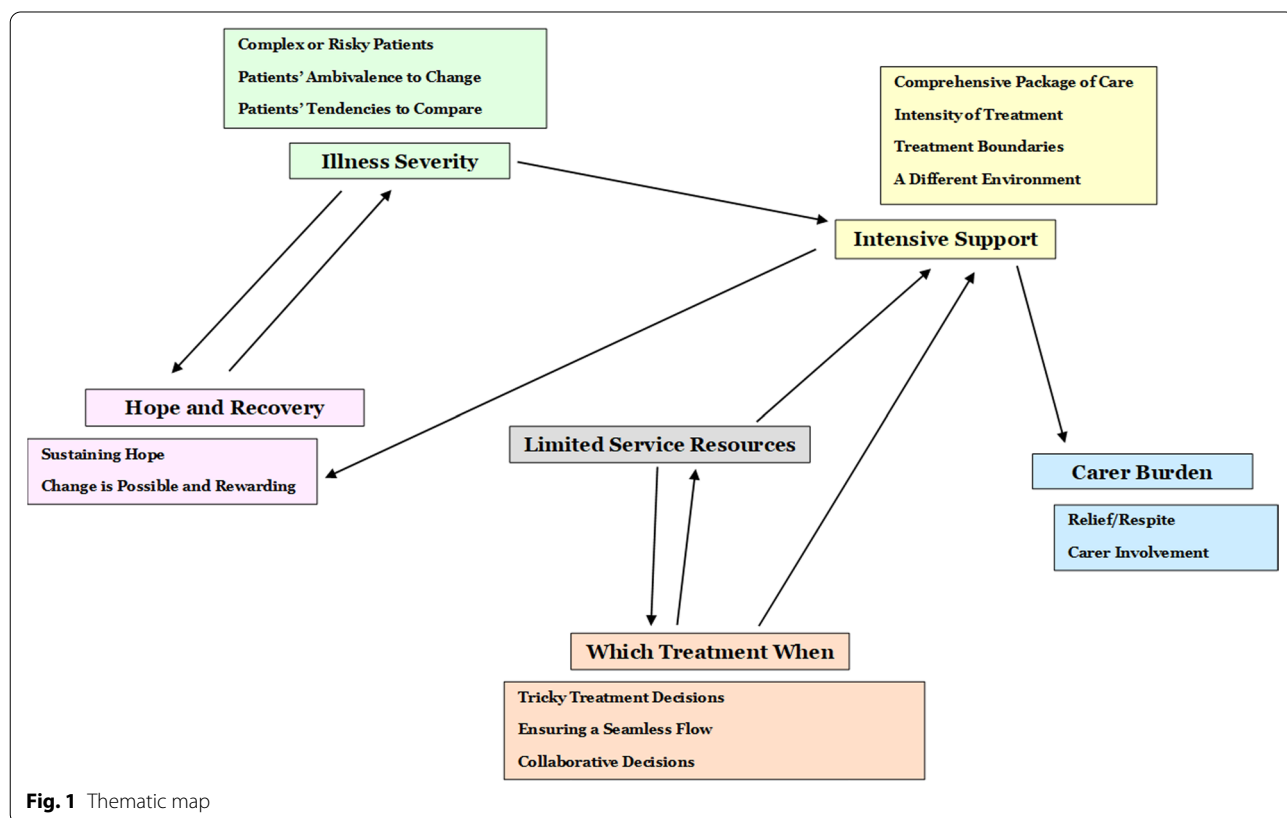 Complex or Risky Patients
Patients' Ambivalence to Change
Patients' Tendencies to Compare
Illness Severity
Comprehensive Package of Care
Intensity of Treatment
Treatment Boundaries
A Different Environment
Intensive Support
Hope and Recovery
Sustaining Hope
Change is Possible and Rewarding
Limited Service Resources
Carer Burden
Relief/Respite
Carer Involvement
Which Treatment When
Tricky Treatment Decisions
Ensuring a Seamless Flow
Collaborative Decisions
Fig. 1 Thematic map